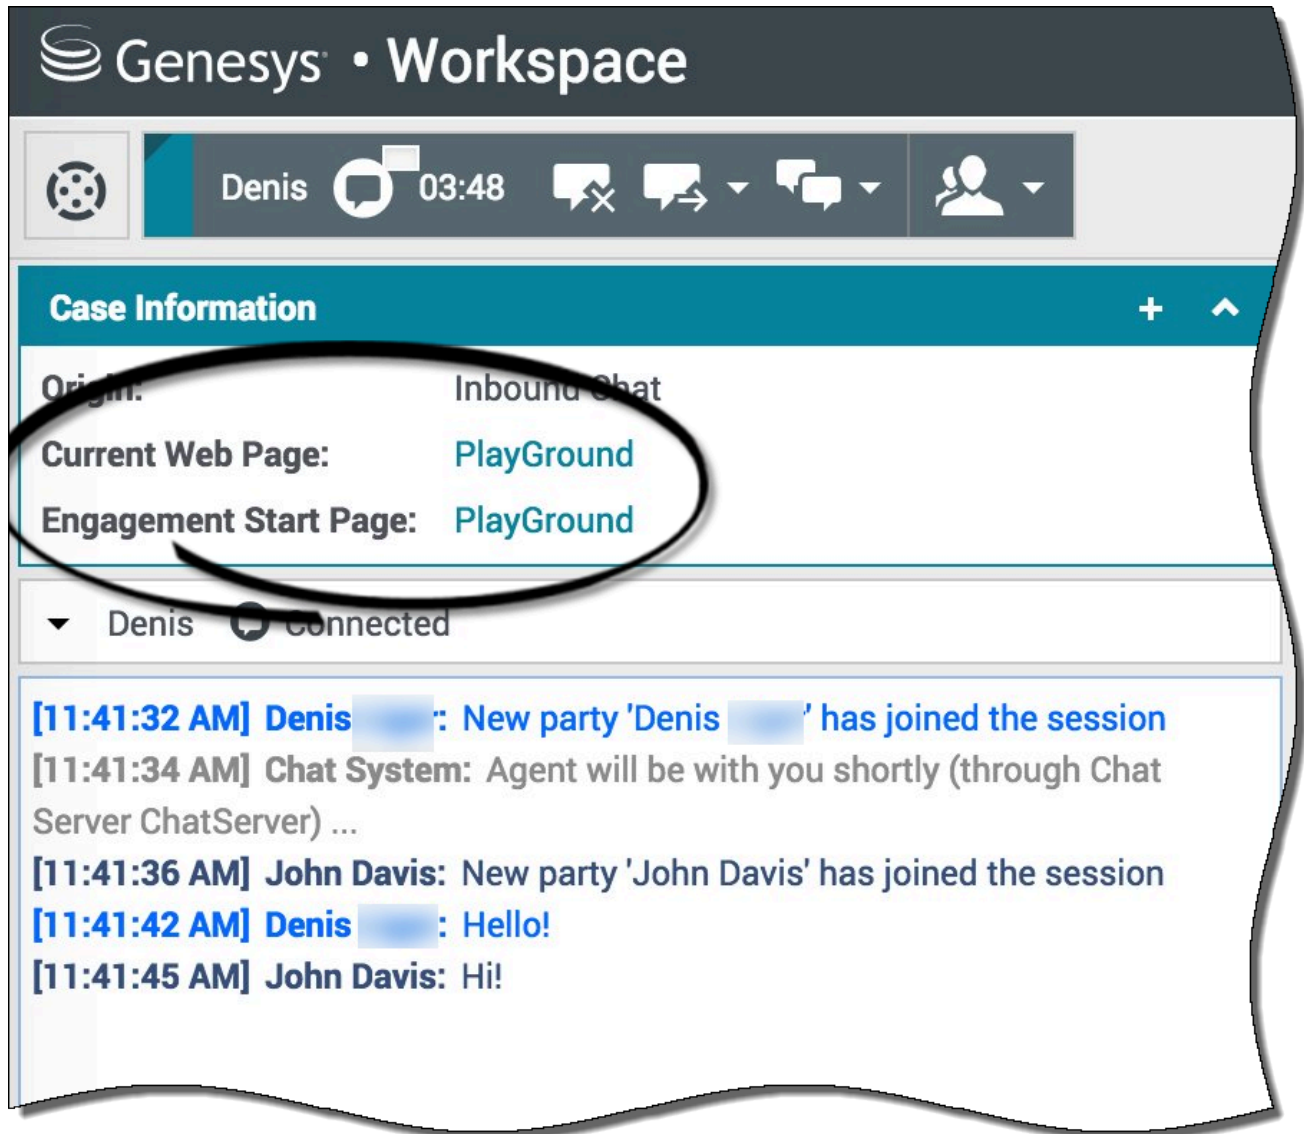 Genesys • Workspace
Denis 03:48
Case Information
Origin: Inbound Chat
Current Web Page: PlayGround
Engagement Start Page: PlayGround
Denis Connected
[11:41:32 AM] Denis r: New party 'Denis ' has joined the session
[11:41:34 AM] Chat System: Agent will be with you shortly (through Chat
Server ChatServer) ...
[11:41:36 AM] John Davis: New party 'John Davis' has joined the session
[11:41:42 AM] Denis : Hello!
[11:41:45 AM] John Davis: Hi!